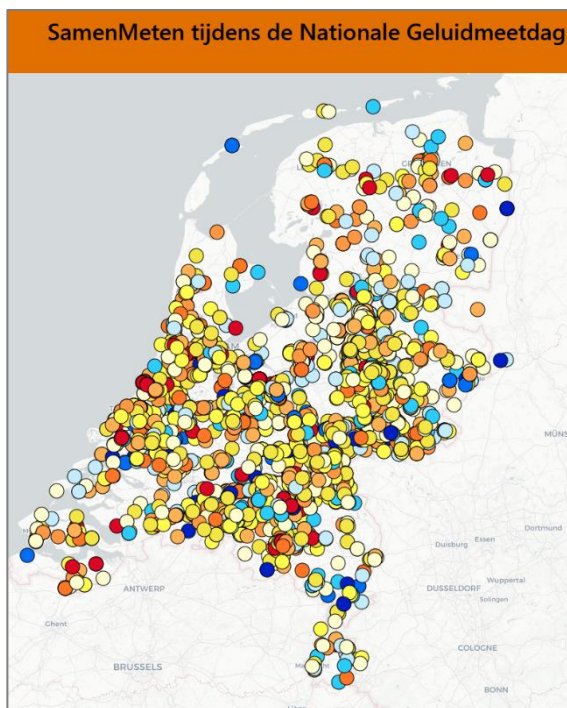 SamenMeten tijdens de Nationale Geluidmeetdag
MÜNS
Dortmund
Duisburg
Essen
DUSSELDORF
Wuppertal
Solingen
ANTWERP
Ghent
COLOGNE
BRUSSELS
BONN